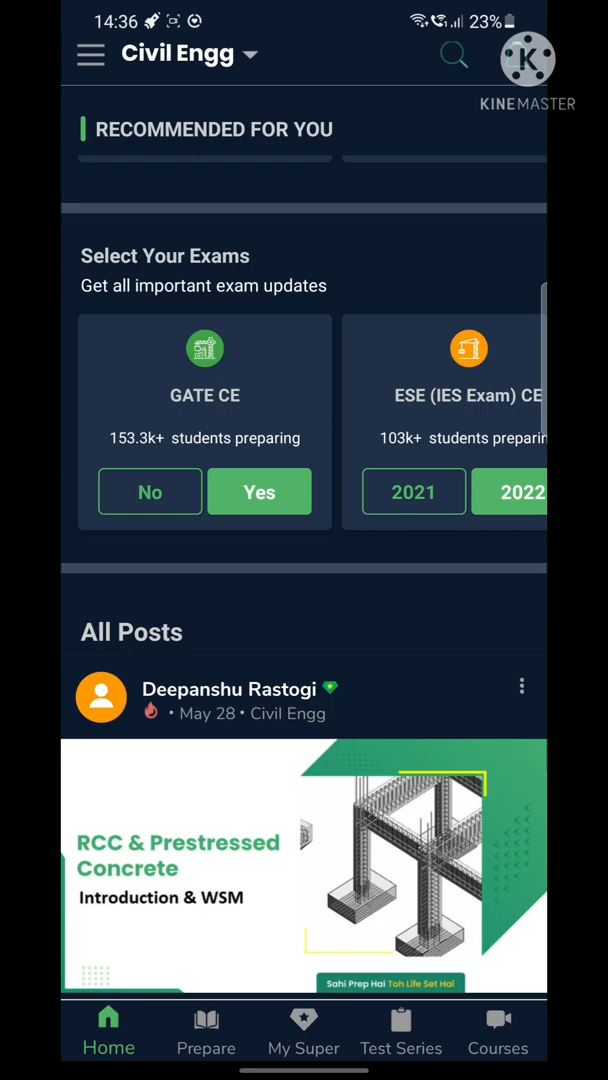 14:36 23%
Civil Engg
KINEMASTER
RECOMMENDED FOR YOU
Select Your Exams
Get all important exam updates
GATE CE
153.3k+ students preparing
No Yes
ESE (IES Exam) CE
103k+ students preparin
2021 2022
All Posts
Deepanshu Rastogi
• May 28 • Civil Engg
RCC & Prestressed
Concrete
Introduction & WSM
Sahi Prep Hai Toh Life Set Hai
Home Prepare My Super Test Series Courses